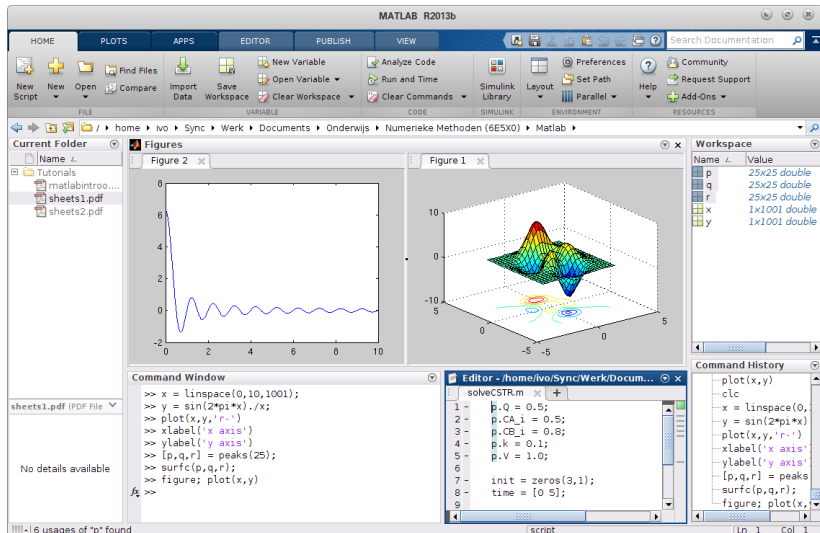 MATLAB R2013b
HOME PLOTS APPS EDITOR PUBLISH VIEW Search Documentation
New Script New Open Find Files Compare
FILE
Import Data Save Workspace New Variable Open Variable Clear Workspace
VARIABLE
Analyze Code Run and Time Clear Commands
CODE
Simulink Library
SIMULINK
Layout Preferences Set Path Parallel
ENVIRONMENT
Help Community Request Support Add-Ons
RESOURCES
/ home ivo Sync Werk Documents Onderwijs Numerieke Methoden (6E5X0) Matlab
Current Folder
Name
Tutorials
matlabintroo....
sheets1.pdf
sheets2.pdf
sheets1.pdf (PDF File
No details available
Figures
Figure 2
8
6
4
2
0
-2
0 2 4 6 8 10
Figure 1
10
0
-10
5
0
-5
-5
0
5
Command Window
>> x = linspace(0,10,1001);
>> y = sin(2*pi*x)./x;
>> plot(x,y,'r-')
>> xlabel('x axis')
>> ylabel('y axis')
>> [p,q,r] = peaks(25);
>> surfc(p,q,r);
>> figure; plot(x,y)
fx >>
Editor - /home/ivo/Sync/Werk/Docum...
solveCSTR.m
1 - p.Q = 0.5;
2 - p.CA_i = 0.5;
3 - p.CB_i = 0.8;
4 - p.k = 0.1;
5 - p.V = 1.0;
6
7 - init = zeros(3,1);
8 - time = [0 5];
9
Workspace
Name Value
p 25x25 double
q 25x25 double
r 25x25 double
x 1x1001 double
y 1x1001 double
Command History
plot(x,y)
clc
x = linspace(0,
y = sin(2*pi*x)
plot(x,y,'r-')
xlabel('x axis'
ylabel('y axis'
[p,q,r] = peaks
surfc(p,q,r);
figure; plot(x,
6 usages of "p" found script Ln 1 Col 1